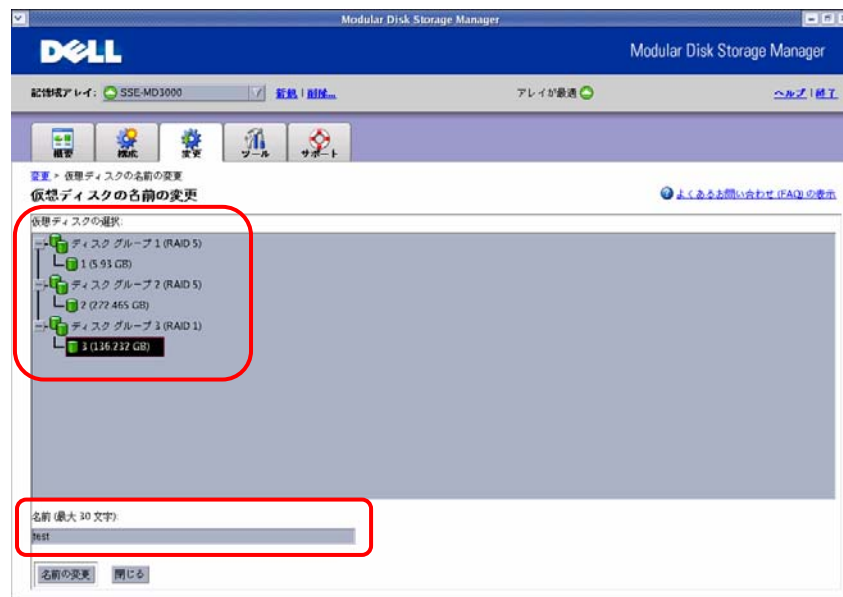 Modular Disk Storage Manager
DELL
Modular Disk Storage Manager
記憶域アレイ: SSE-MD3000 新規 | 削除... アレイが最適 ヘルプ | 終了
概要 構成 変更 ツール サポート
変更 > 仮想ディスクの名前の変更
仮想ディスクの名前の変更 よくあるお問い合わせ (FAQ) の表示
仮想ディスクの選択:
ディスク グループ 1 (RAID 5)
1 (5.93 GB)
ディスク グループ 2 (RAID 5)
2 (272.465 GB)
ディスク グループ 3 (RAID 1)
3 (136.232 GB)
名前 (最大 30 文字):
test
名前の変更 閉じる